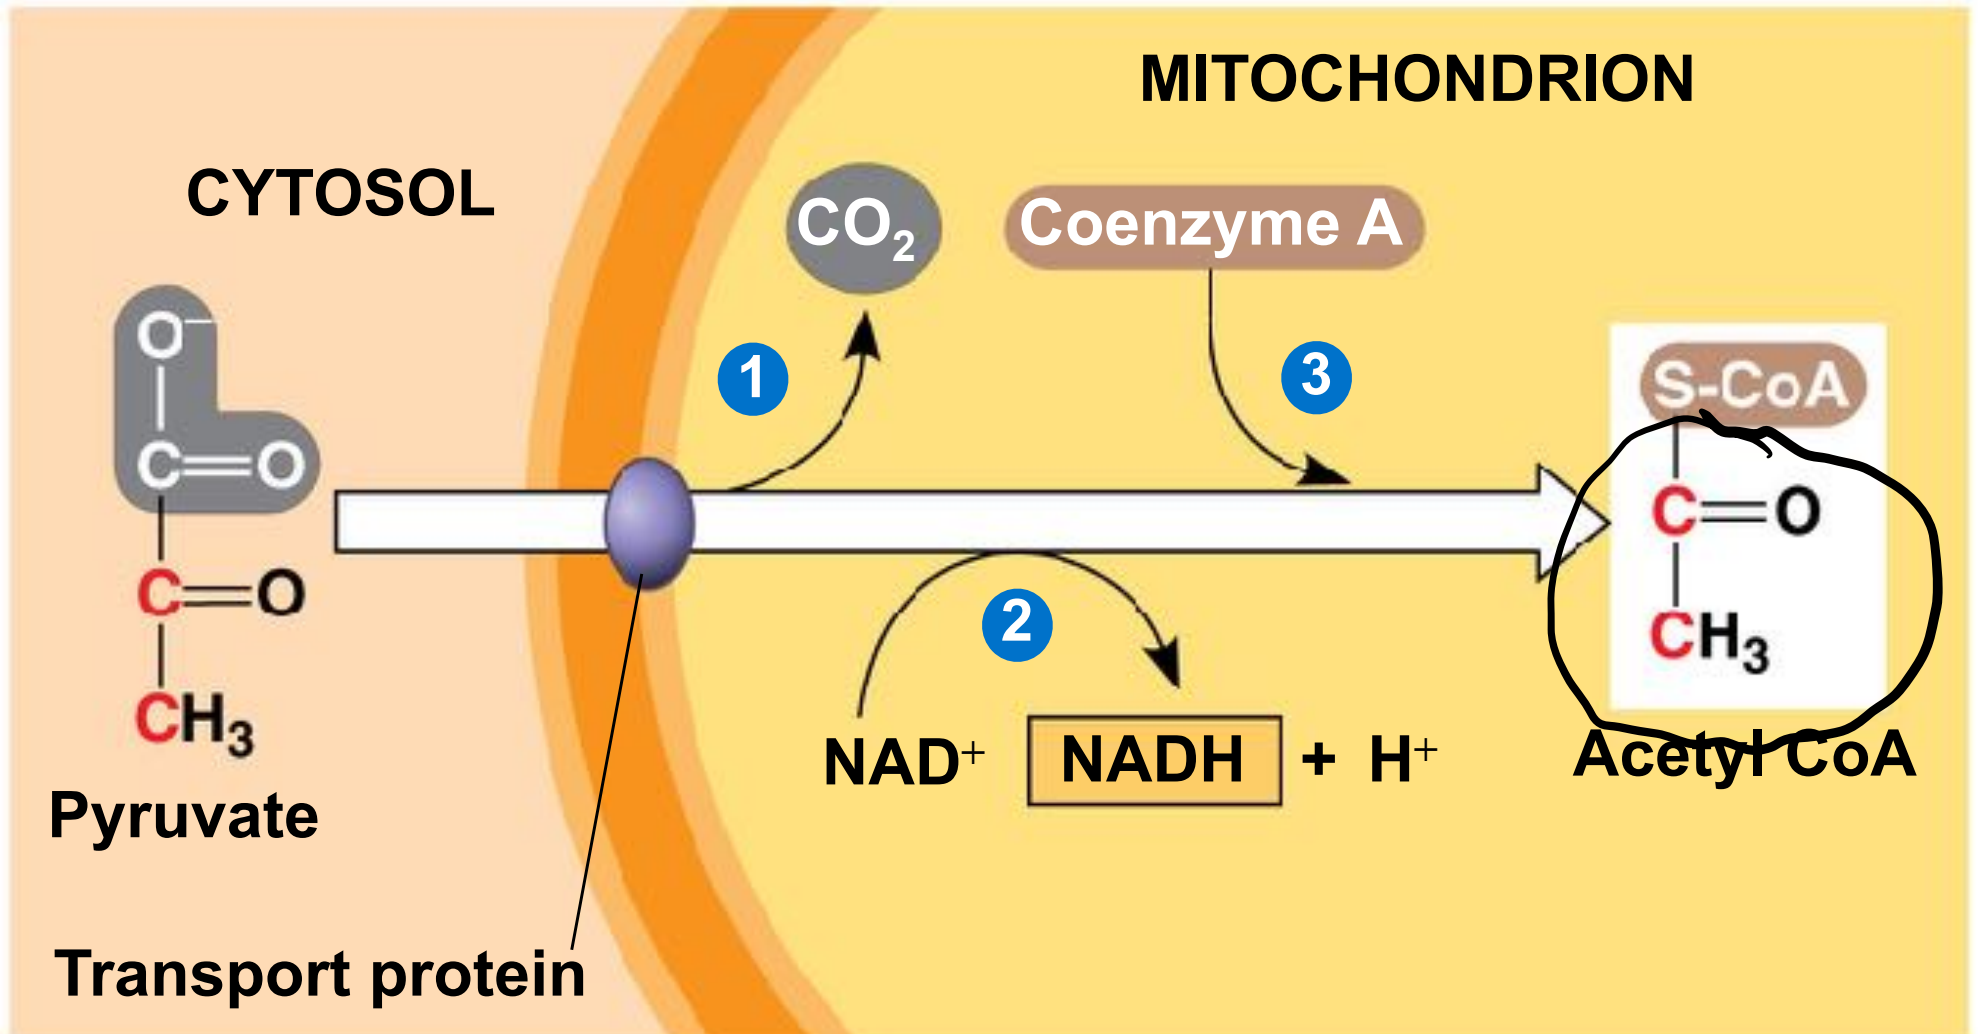 MITOCHONDRION
CYTOSOL
CO₂
Coenzyme A
O⁻
C=O
C=O
CH₃
Pyruvate
1
3
2
S-CoA
C=O
CH₃
Acetyl CoA
NAD⁺
NADH + H⁺
Transport protein